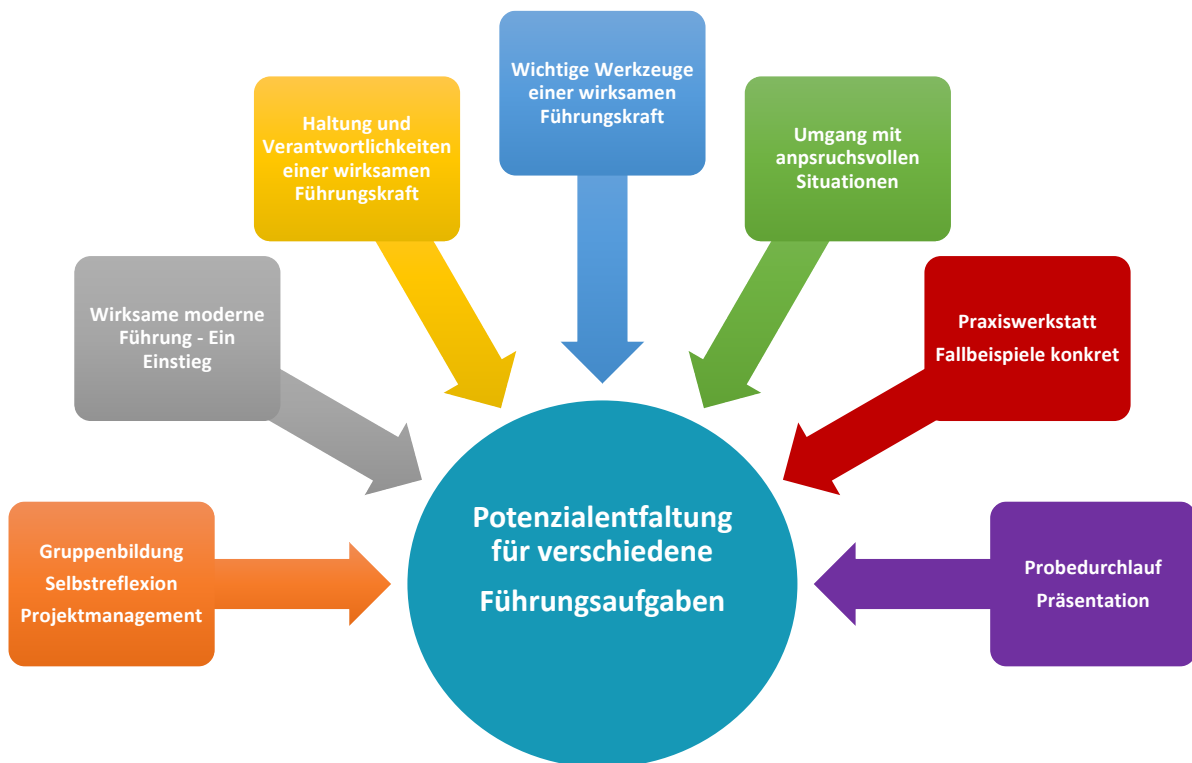 Wichtige Werkzeuge
einer wirksamen
Führungskraft
Haltung und
Verantwortlichkeiten
einer wirksamen
Führungskraft
Umgang mit
anpsruchsvollen
Situationen
Wirksame moderne
Führung - Ein
Einstieg
Praxiswerkstatt
Fallbeispiele konkret
Gruppenbildung
Selbstreflexion
Projektmanagement
Potenzialentfaltung
für verschiedene
Führungsaufgaben
Probedurchlauf
Präsentation